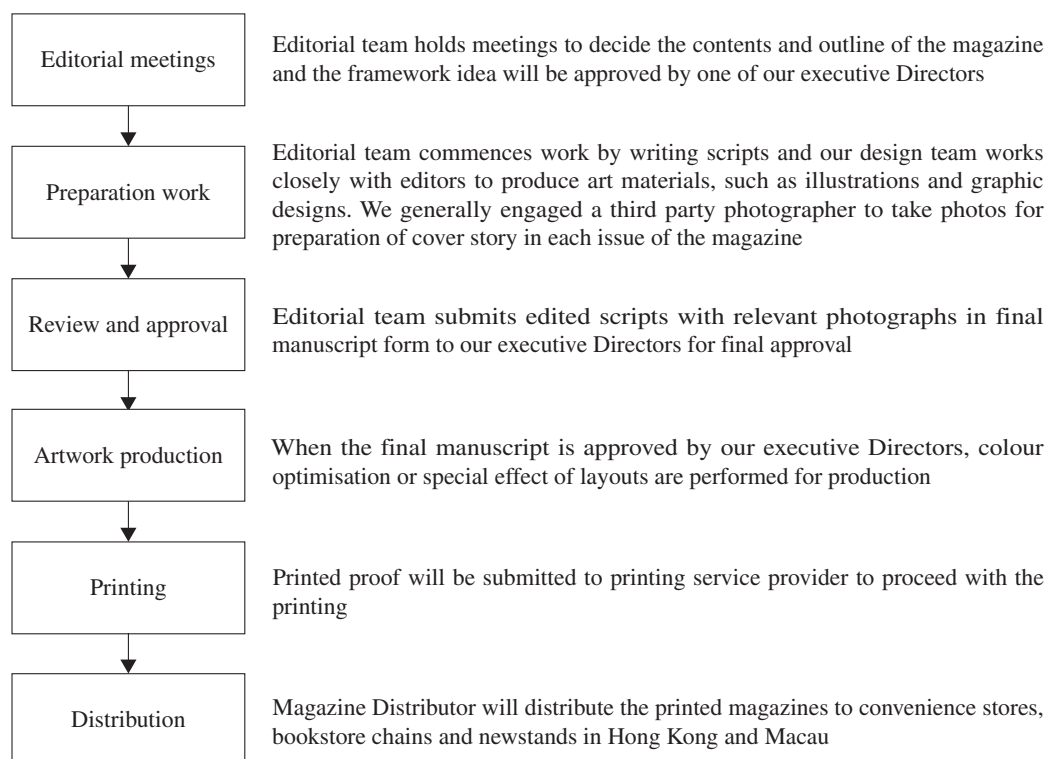 Editorial meetings
Editorial team holds meetings to decide the contents and outline of the magazine
and the framework idea will be approved by one of our executive Directors
Preparation work
Editorial team commences work by writing scripts and our design team works
closely with editors to produce art materials, such as illustrations and graphic
designs. We generally engaged a third party photographer to take photos for
preparation of cover story in each issue of the magazine
Review and approval
Editorial team submits edited scripts with relevant photographs in final
manuscript form to our executive Directors for final approval
Artwork production
When the final manuscript is approved by our executive Directors, colour
optimisation or special effect of layouts are performed for production
Printing
Printed proof will be submitted to printing service provider to proceed with the
printing
Distribution
Magazine Distributor will distribute the printed magazines to convenience stores,
bookstore chains and newstands in Hong Kong and Macau